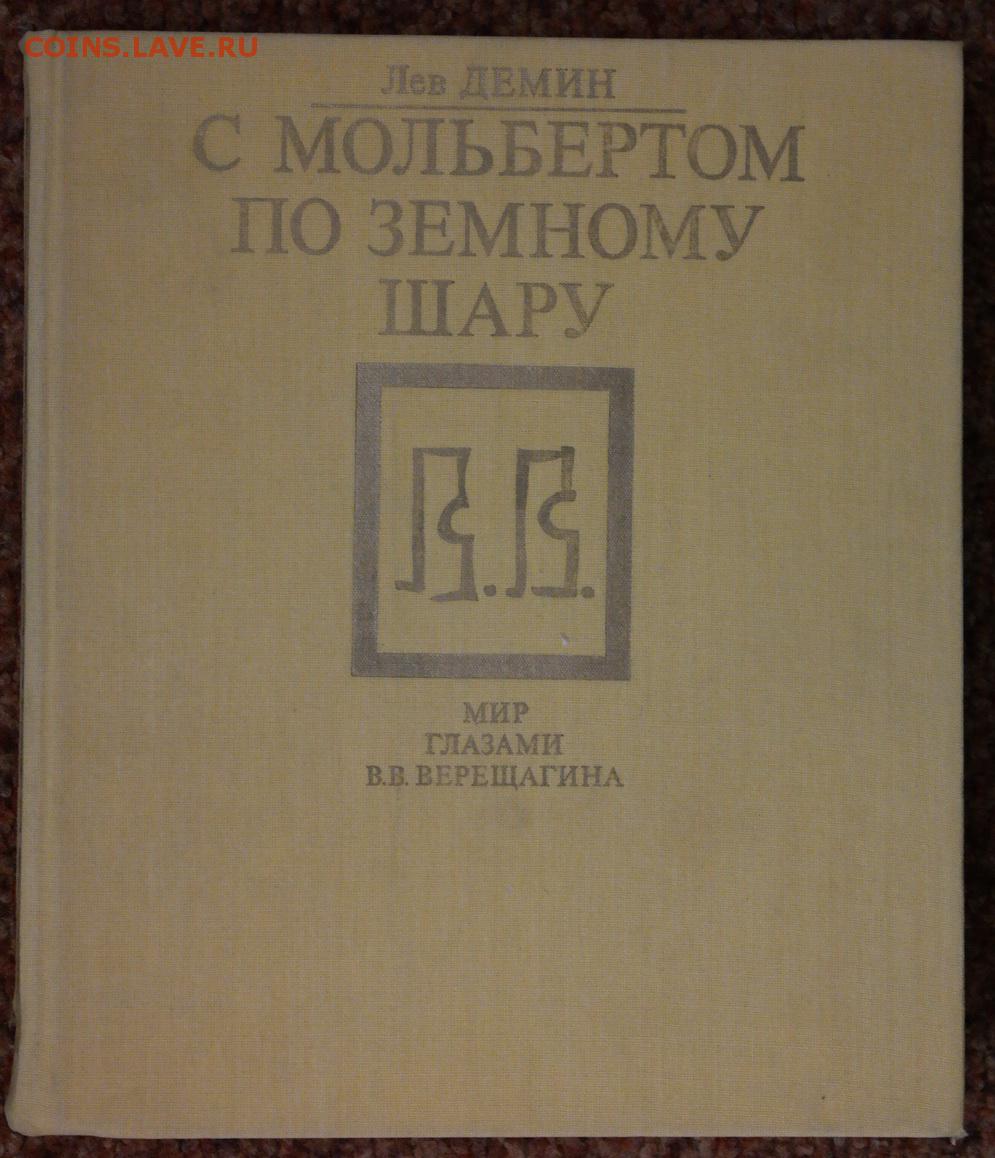 COINS.LAVE.RU
Лев ДЕМИН
С МОЛЬБЕРТОМ
ПО ЗЕМНОМУ
ШАРУ
В.В.
МИР
ГЛАЗАМИ
В.В. ВЕРЕЩАГИНА